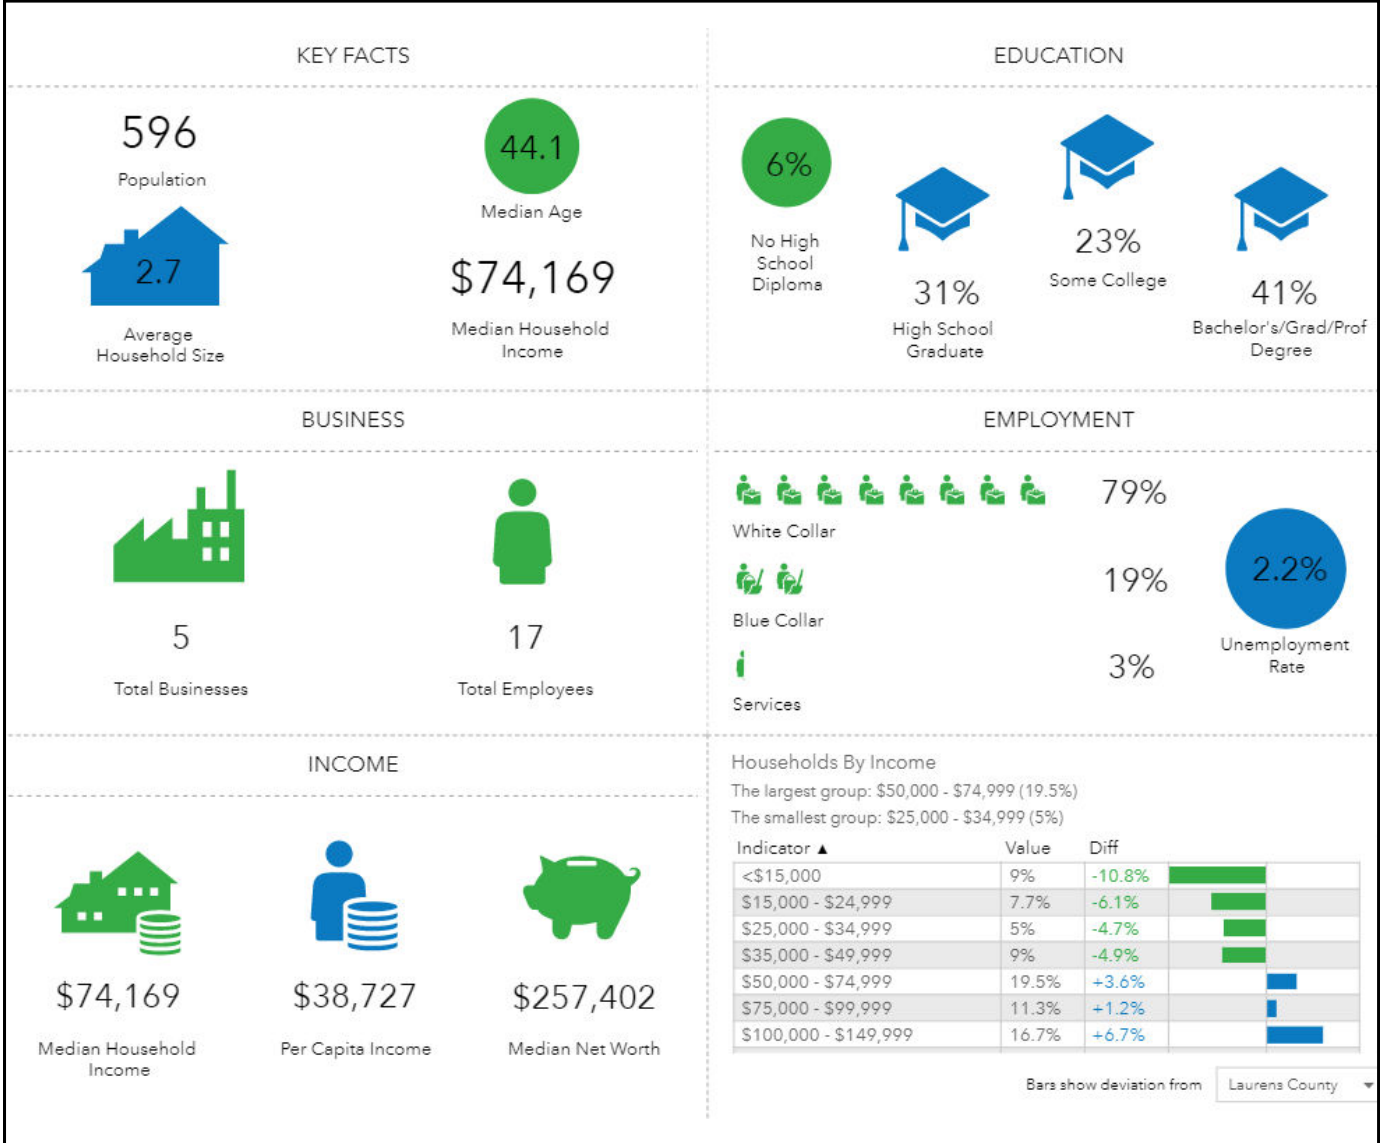 KEY FACTS
596
Population
44.1
Median Age
2.7
Average
Household Size
$74,169
Median Household
Income
EDUCATION
6%
No High
School
Diploma
31%
High School
Graduate
23%
Some College
41%
Bachelor's/Grad/Prof
Degree
BUSINESS
5
Total Businesses
17
Total Employees
EMPLOYMENT
79%
White Collar
19%
Blue Collar
3%
Services
2.2%
Unemployment
Rate
INCOME
$74,169
Median Household
Income
$38,727
Per Capita Income
$257,402
Median Net Worth
Households By Income
The largest group: $50,000 - $74,999 (19.5%)
The smallest group: $25,000 - $34,999 (5%)
Indicator ▲ Value Diff
<$15,000 9% -10.8%
$15,000 - $24,999 7.7% -6.1%
$25,000 - $34,999 5% -4.7%
$35,000 - $49,999 9% -4.9%
$50,000 - $74,999 19.5% +3.6%
$75,000 - $99,999 11.3% +1.2%
$100,000 - $149,999 16.7% +6.7%
Bars show deviation from Laurens County